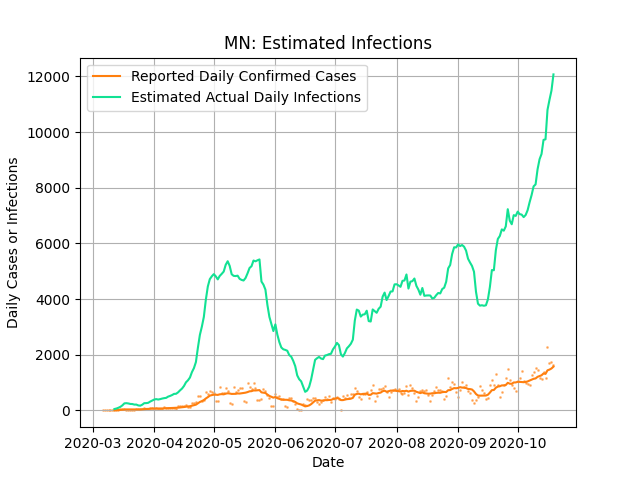 MN: Estimated Infections
Reported Daily Confirmed Cases
Estimated Actual Daily Infections
Daily Cases or Infections
12000
10000
8000
6000
4000
2000
0
2020-03 2020-04 2020-05 2020-06 2020-07 2020-08 2020-09 2020-10
Date